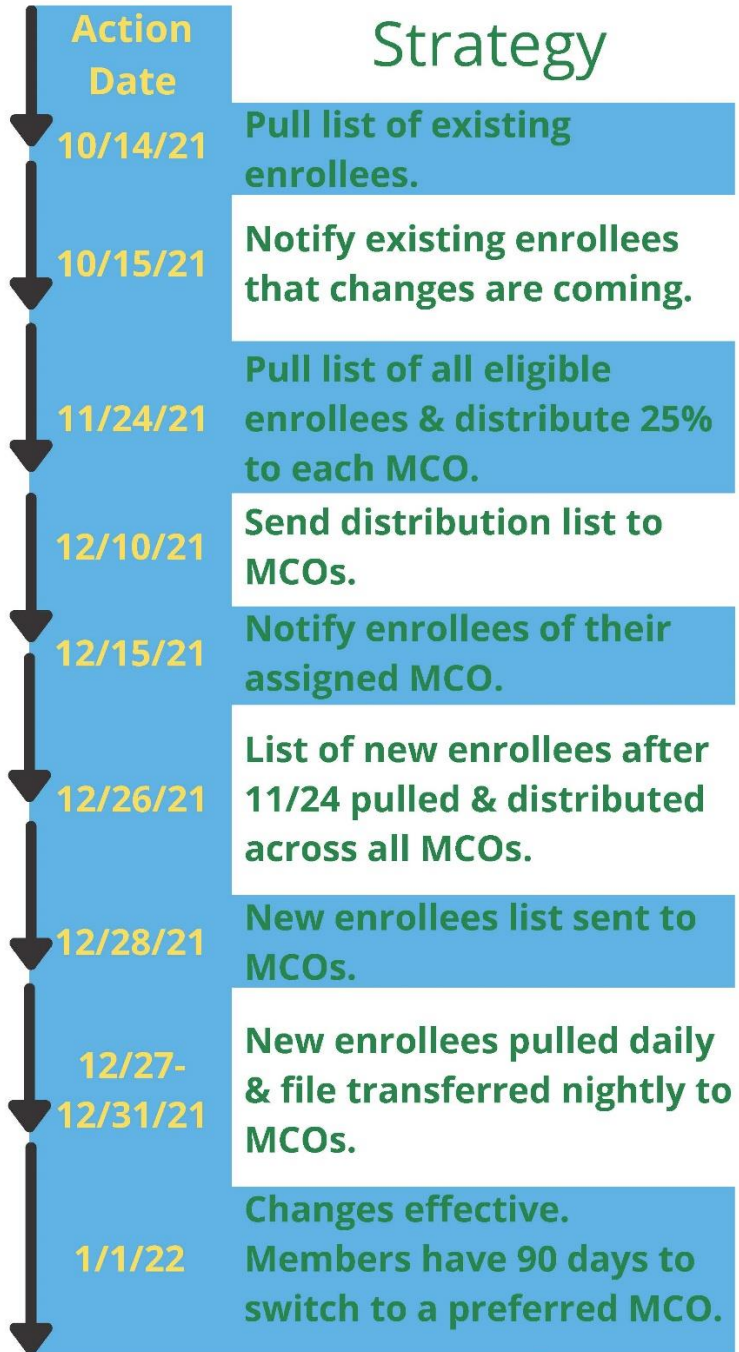 Action
Date
Strategy
10/14/21
Pull list of existing
enrollees.
10/15/21
Notify existing enrollees
that changes are coming.
11/24/21
Pull list of all eligible
enrollees & distribute 25%
to each MCO.
12/10/21
Send distribution list to
MCOs.
12/15/21
Notify enrollees of their
assigned MCO.
12/26/21
List of new enrollees after
11/24 pulled & distributed
across all MCOs.
12/28/21
New enrollees list sent to
MCOs.
12/27-
12/31/21
New enrollees pulled daily
& file transferred nightly to
MCOs.
1/1/22
Changes effective.
Members have 90 days to
switch to a preferred MCO.